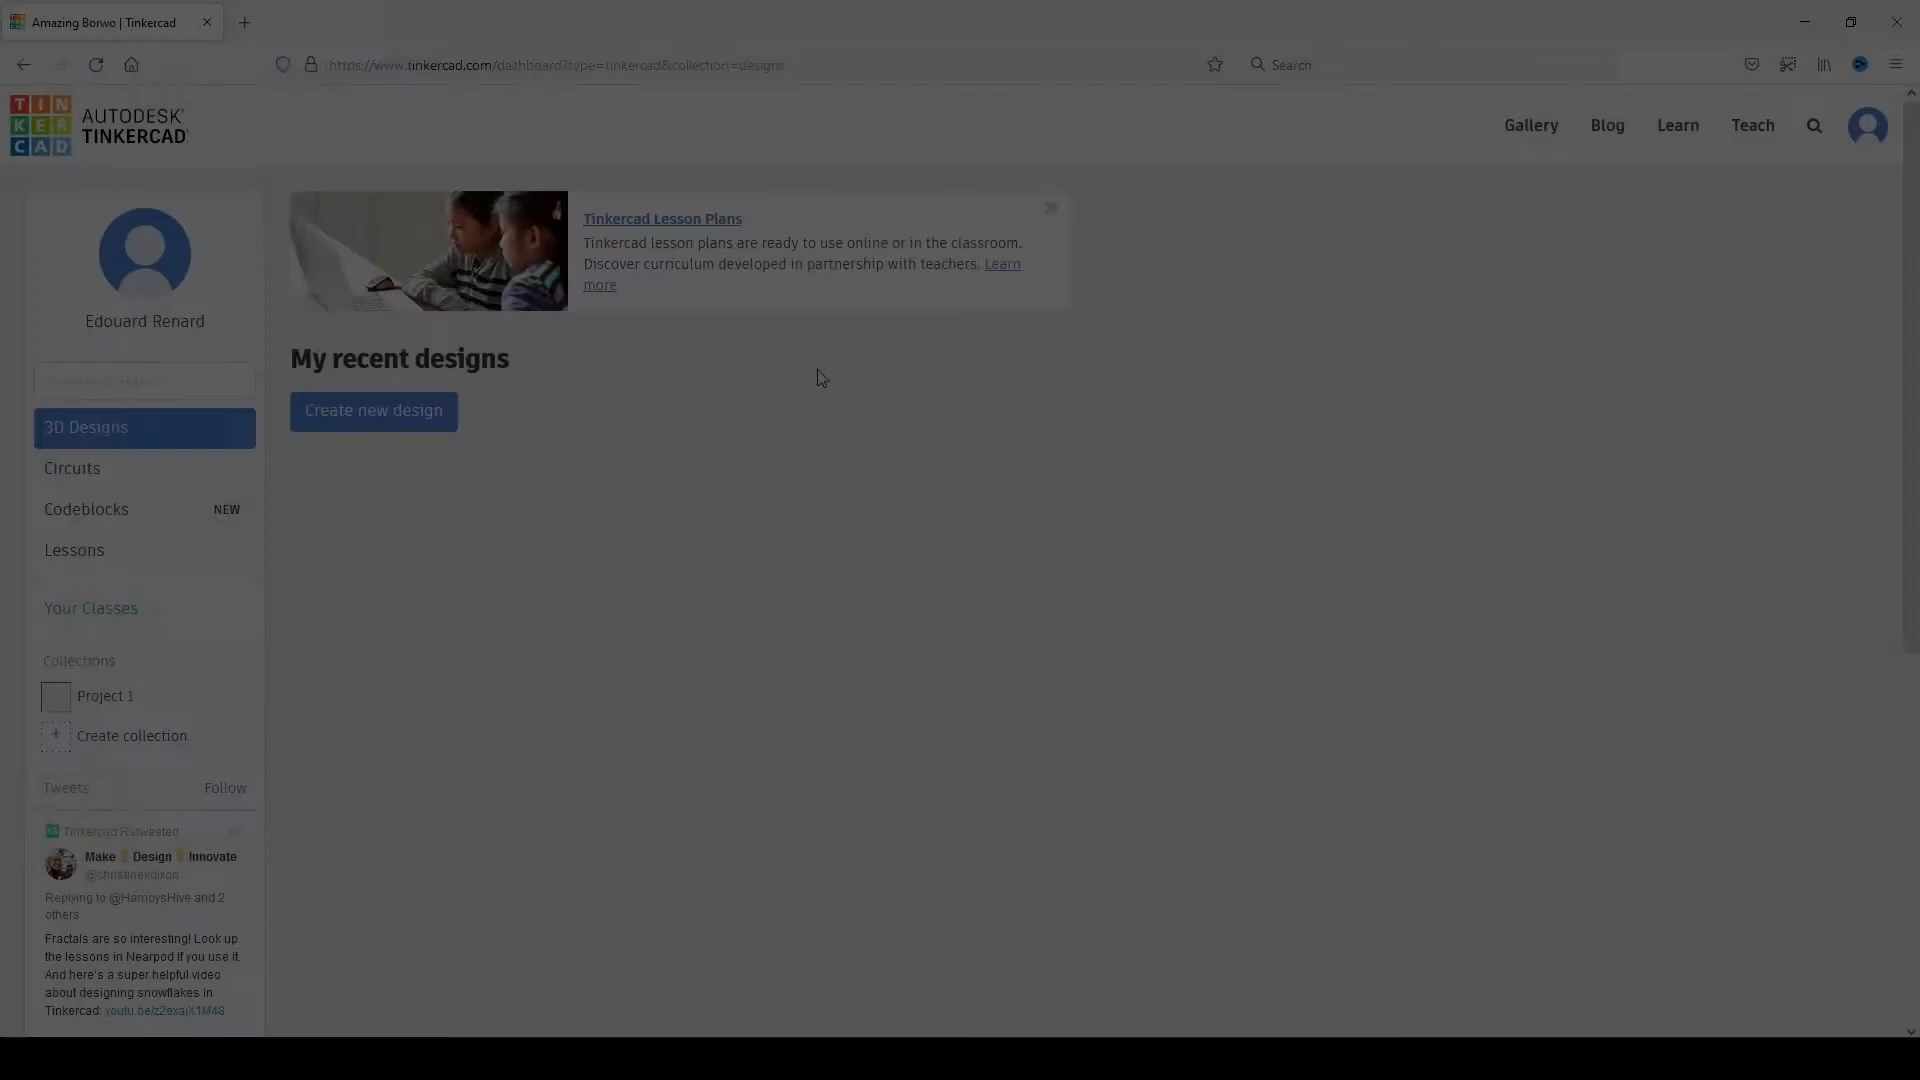 Amazing Borwo | Tinkercad
https://www.tinkercad.com/dashboard?type=tinkercad&collection=designs
Search
TIN
KER
CAD
AUTODESK
TINKERCAD
Gallery
Blog
Learn
Teach
Edouard Renard
3D Designs
Circuits
Codeblocks
NEW
Lessons
Your Classes
Collections
Project 1
+ Create collection
Tweets
Follow
Tinkercad Retweeted
Make Design Innovate
Replying to @HambysHive and 2
others
Fractals are so interesting! Look up
the lessons in Nearpod if you use it.
And here's a super helpful video
about designing snowflakes in
Tinkercad:
Tinkercad Lesson Plans
Tinkercad lesson plans are ready to use online or in the classroom.
Discover curriculum developed in partnership with teachers. Learn
more
My recent designs
Create new design